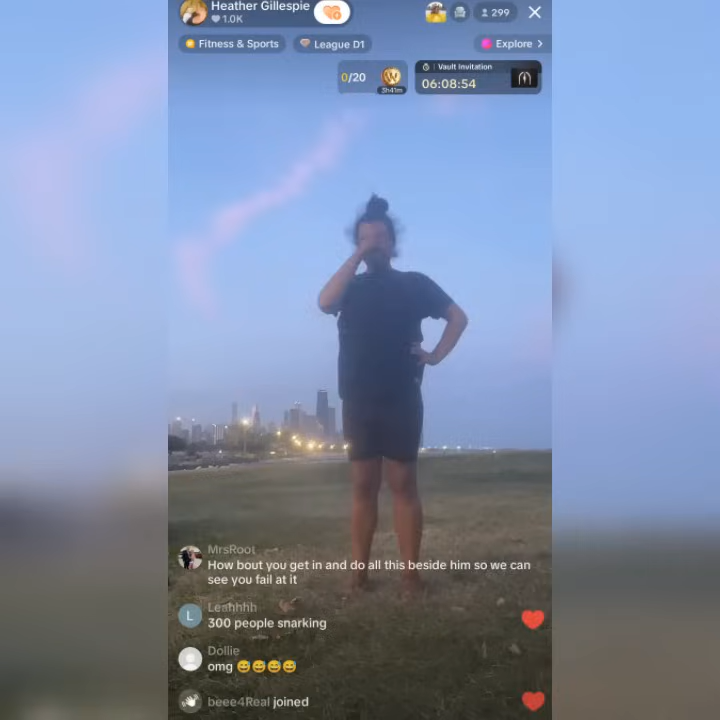 Heather Gillespie
1.0K
299
Fitness & Sports
League D1
Explore >
0/20
5h41m
Vault Invitation
06:08:54
MrsRoot
How bout you get in and do all this beside him so we can
see you fail at it
L
Leahhhh
300 people snarking
Dollie
omg 😅😅😅😅
beee4Real joined